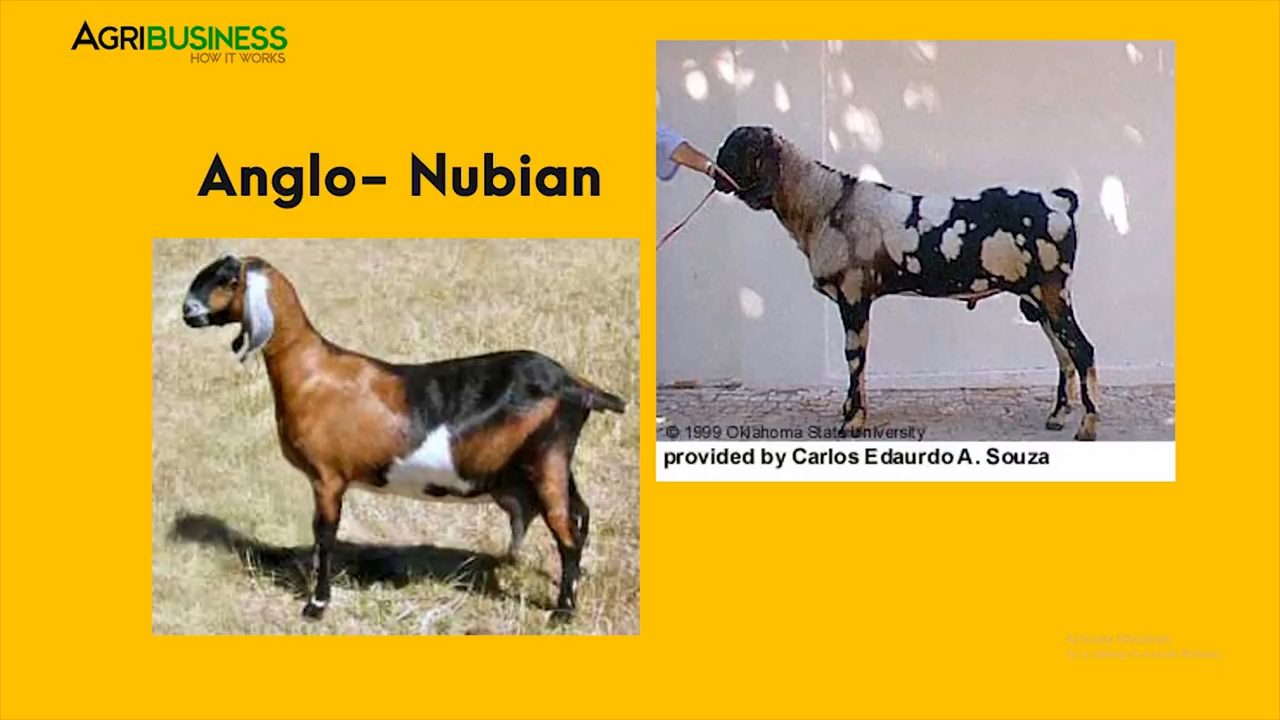 AGRIBUSINESS
HOW IT WORKS
Anglo- Nubian
© 1999 Oklahoma State University
provided by Carlos Edaurdo A. Souza